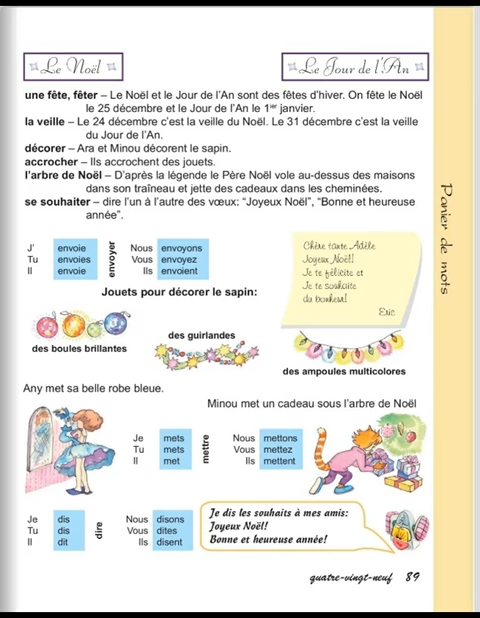 Le Noël
Le Jour de l'An
une fête, fêter – Le Noël et le Jour de l'An sont des fêtes d'hiver. On fête le Noël
le 25 décembre et le Jour de l'An le 1er janvier.
la veille – Le 24 décembre c'est la veille du Noël. Le 31 décembre c'est la veille
du Jour de l'An.
décorer – Ara et Minou décorent le sapin.
accrocher – Ils accrochent des jouets.
l'arbre de Noël – D'après la légende le Père Noël vole au-dessus des maisons
dans son traîneau et jette des cadeaux dans les cheminées.
se souhaiter – dire l'un à l'autre des vœux: "Joyeux Noël", "Bonne et heureuse
année".
Panier de mots
J' envoie
Tu envoies
Il envoie
envoyer
Nous envoyons
Vous envoyez
Ils envoient
Chère tante Adèle
Joyeux Noël!
Je te félicite et
Je te souhaite
du bonheur!
Eric
Jouets pour décorer le sapin:
des boules brillantes
des guirlandes
des ampoules multicolores
Any met sa belle robe bleue.
Minou met un cadeau sous l'arbre de Noël
Je mets
Tu mets
Il met
mettre
Nous mettons
Vous mettez
Ils mettent
Je dis
Tu dis
Il dit
dire
Nous disons
Vous dites
Ils disent
Je dis les souhaits à mes amis:
Joyeux Noël!
Bonne et heureuse année!
quatre-vingt-neuf 89